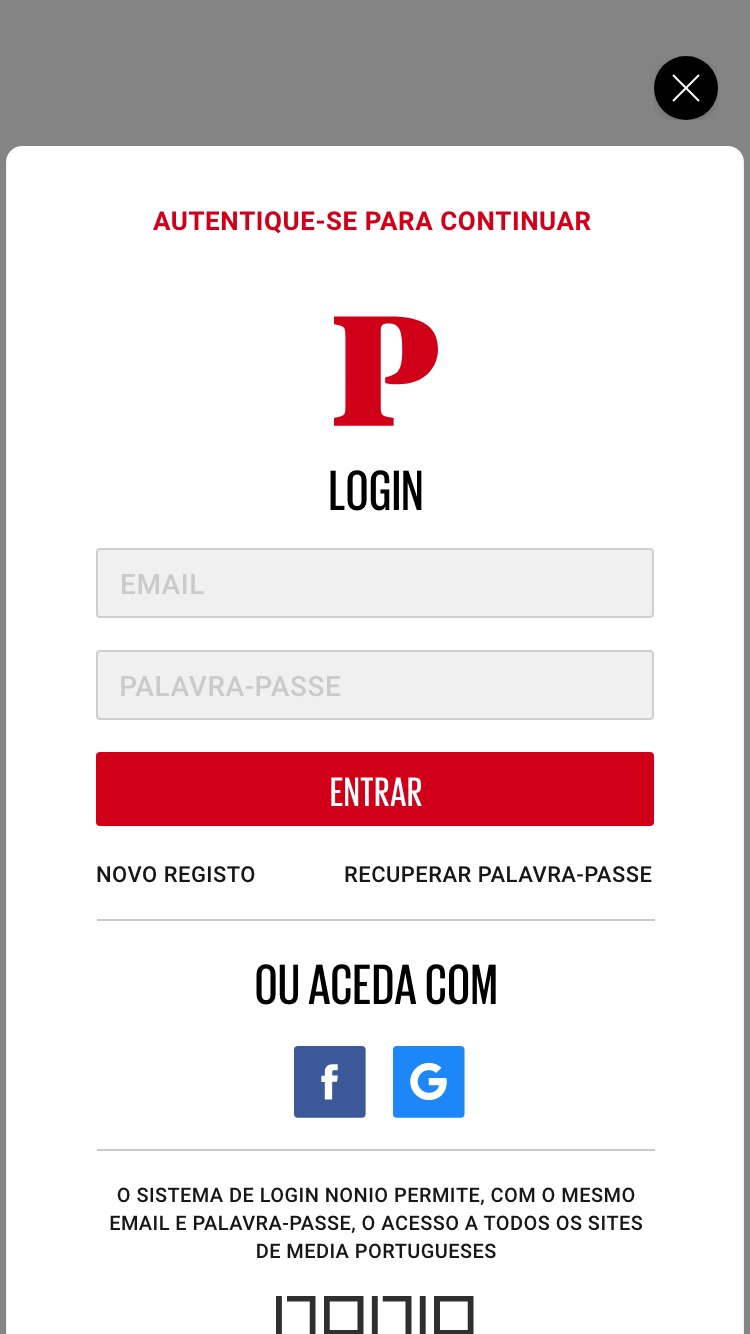 AUTENTIQUE-SE PARA CONTINUAR
P
LOGIN
EMAIL
PALAVRA-PASSE
ENTRAR
NOVO REGISTO RECUPERAR PALAVRA-PASSE
OU ACEDA COM
f G
O SISTEMA DE LOGIN NONIO PERMITE, COM O MESMO
EMAIL E PALAVRA-PASSE, O ACESSO A TODOS OS SITES
DE MEDIA PORTUGUESES
nonio